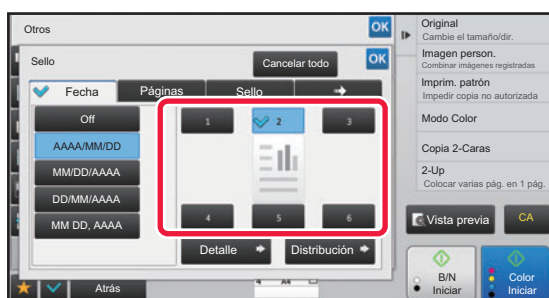 Otros
OK
Sello
Cancelar todo
OK
Fecha
Páginas
Sello
Off
AAAA/MM/DD
MM/DD/AAAA
DD/MM/AAAA
MM DD, AAAA
1
2
3
4
5
6
Detalle
Distribución
Atrás
A4
Original
Cambie el tamaño/dir.
Imagen person.
Combinar imágenes registradas
Imprim. patrón
Impedir copia no autorizada
Modo Color
Copia 2-Caras
2-Up
Colocar varias pág. en 1 pág.
Vista previa
CA
B/N
Iniciar
Color
Iniciar